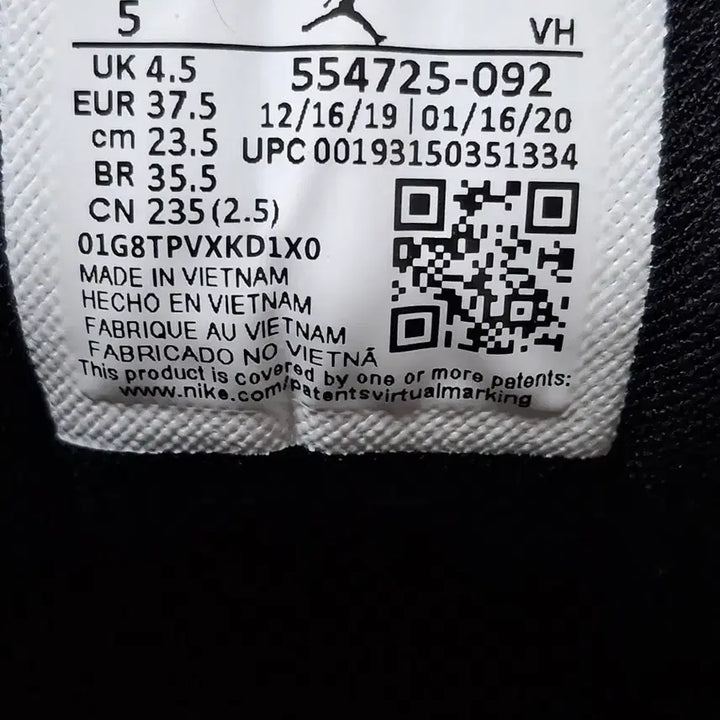 5
VH
UK 4.5
EUR 37.5
cm 23.5
BR 35.5
CN 235(2.5)
554725-092
12/16/19|01/16/20
UPC 00193150351334
01G8TPVXKD1X0
MADE IN VIETNAM
HECHO EN VIETNAM
FABRIQUE AU VIETNAM
FABRICADO NO VIETNÃ
This product is covered by one or more patents:
www.nike.com/patentsvirtualmarking